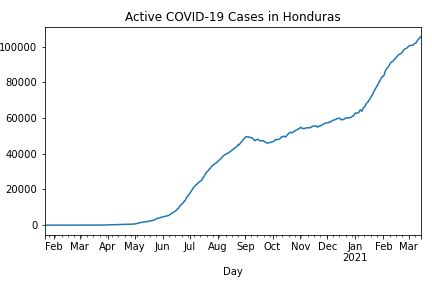 Active COVID-19 Cases in Honduras
100000
80000
60000
40000
20000
0
Feb Mar Apr May Jun Jul Aug Sep Oct Nov Dec Jan Feb Mar
2021
Day